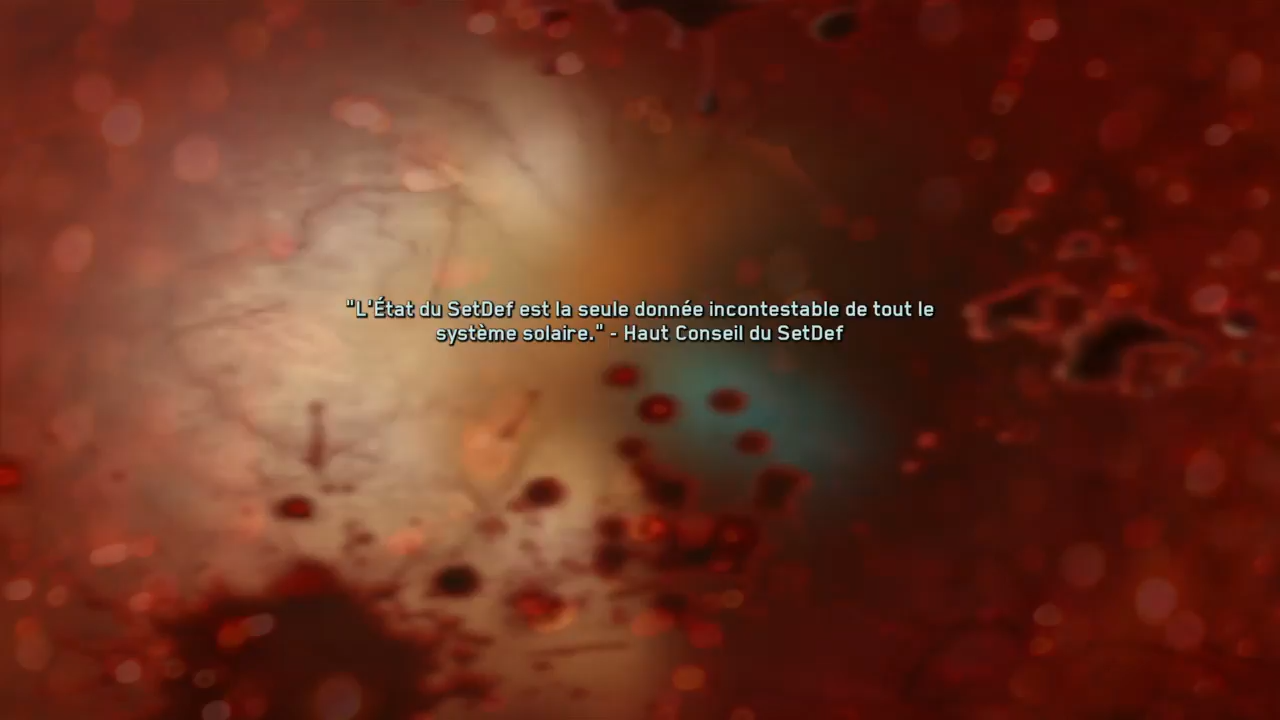 "L'État du SetDef est la seule donnée incontestable de tout le
système solaire." - Haut Conseil du SetDef